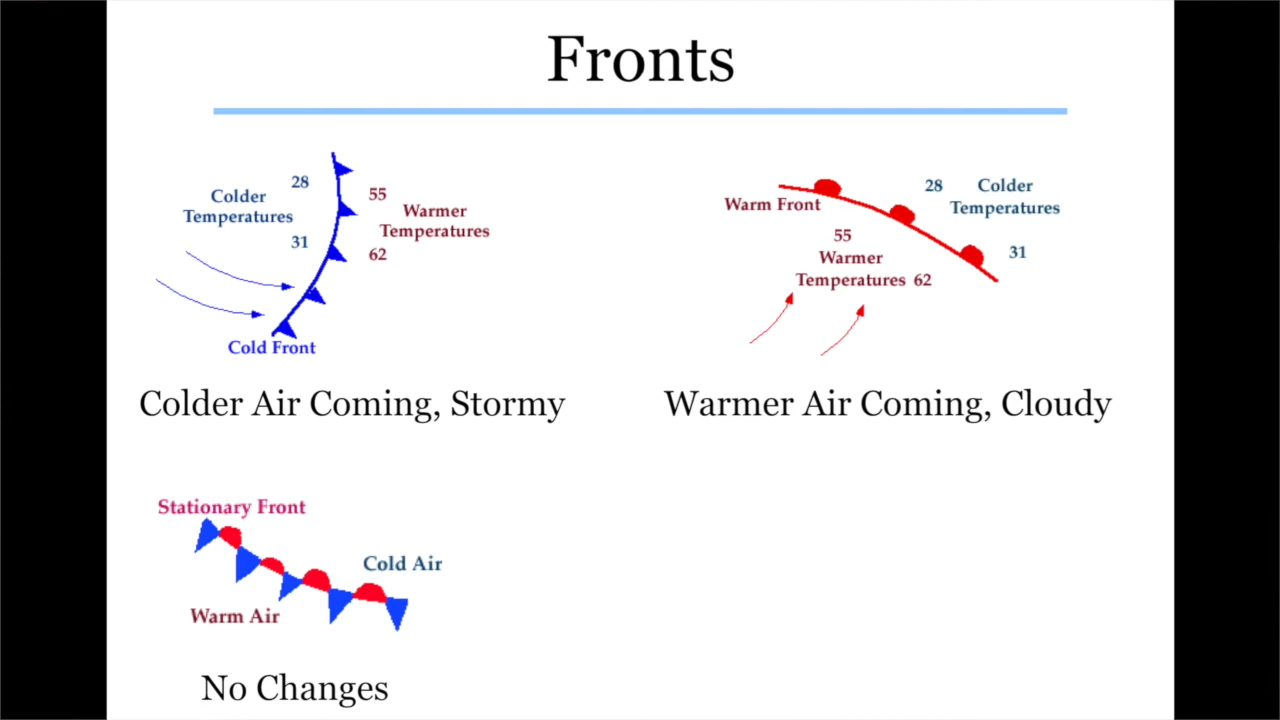 Fronts
28
Colder
Temperatures
31
55
Warmer
Temperatures
62
Cold Front
Colder Air Coming, Stormy
Warm Front
28
Colder
Temperatures
31
55
Warmer
Temperatures 62
Warmer Air Coming, Cloudy
Stationary Front
Cold Air
Warm Air
No Changes